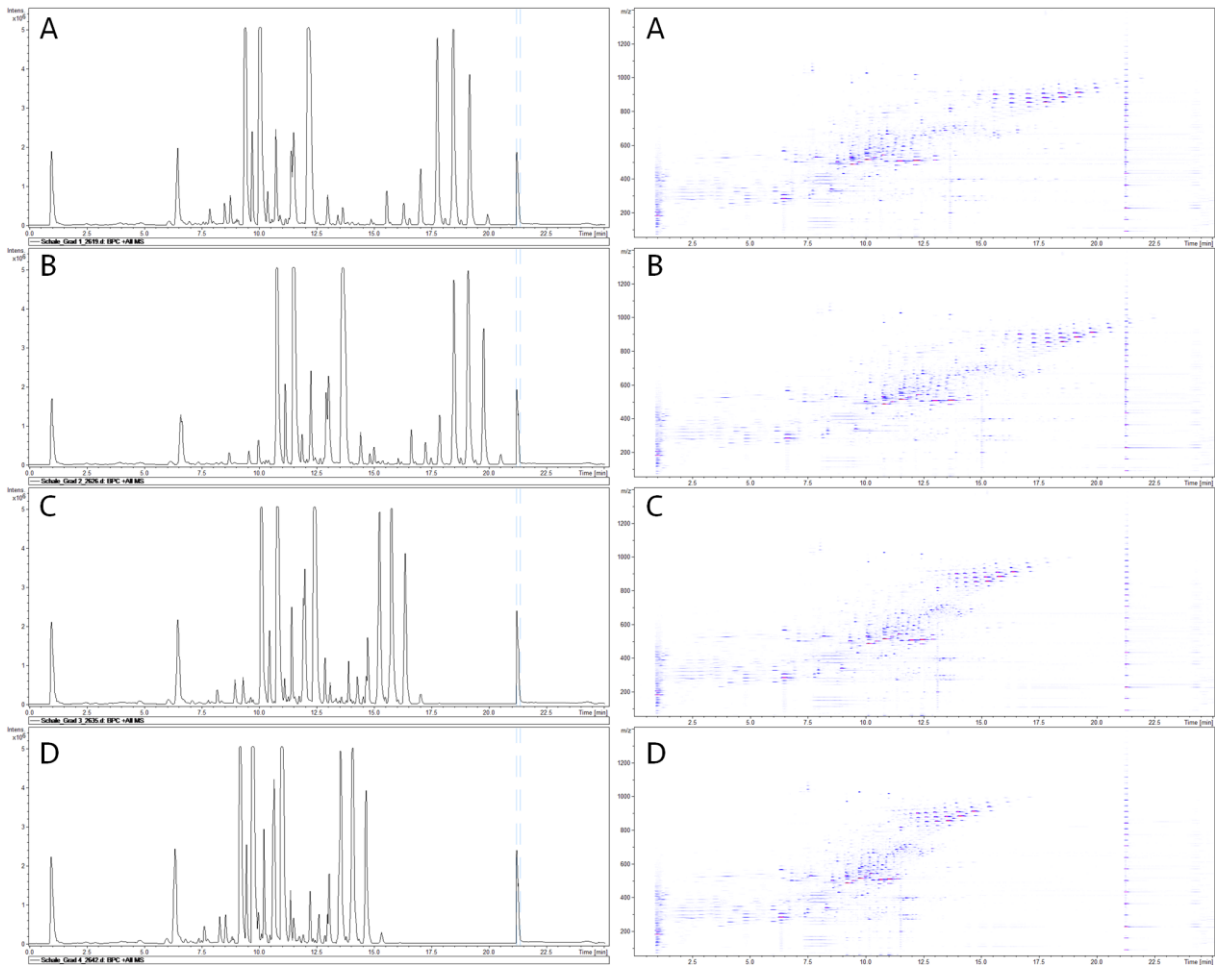 Intens.
x10⁶
A
5
4
3
2
1
0
0.0 2.5 5.0 7.5 10.0 12.5 15.0 17.5 20.0 22.5 Time [min]
Schale_Grad 1_2619.d: BPC +All MS
m/z
A
1200
1000
800
600
400
200
2.5 5.0 7.5 10.0 12.5 15.0 17.5 20.0 22.5 Time [min]
Intens.
x10⁶
B
5
4
3
2
1
0
0.0 2.5 5.0 7.5 10.0 12.5 15.0 17.5 20.0 22.5 Time [min]
Schale_Grad 2_2626.d: BPC +All MS
m/z
B
1200
1000
800
600
400
200
2.5 5.0 7.5 10.0 12.5 15.0 17.5 20.0 22.5 Time [min]
Intens.
x10⁶
C
5
4
3
2
1
0
0.0 2.5 5.0 7.5 10.0 12.5 15.0 17.5 20.0 22.5 Time [min]
Schale_Grad 3_2635.d: BPC +All MS
m/z
C
1200
1000
800
600
400
200
2.5 5.0 7.5 10.0 12.5 15.0 17.5 20.0 22.5 Time [min]
Intens.
x10⁶
D
5
4
3
2
1
0
0.0 2.5 5.0 7.5 10.0 12.5 15.0 17.5 20.0 22.5 Time [min]
Schale_Grad 4_2642.d: BPC +All MS
m/z
D
1200
1000
800
600
400
200
2.5 5.0 7.5 10.0 12.5 15.0 17.5 20.0 22.5 Time [min]